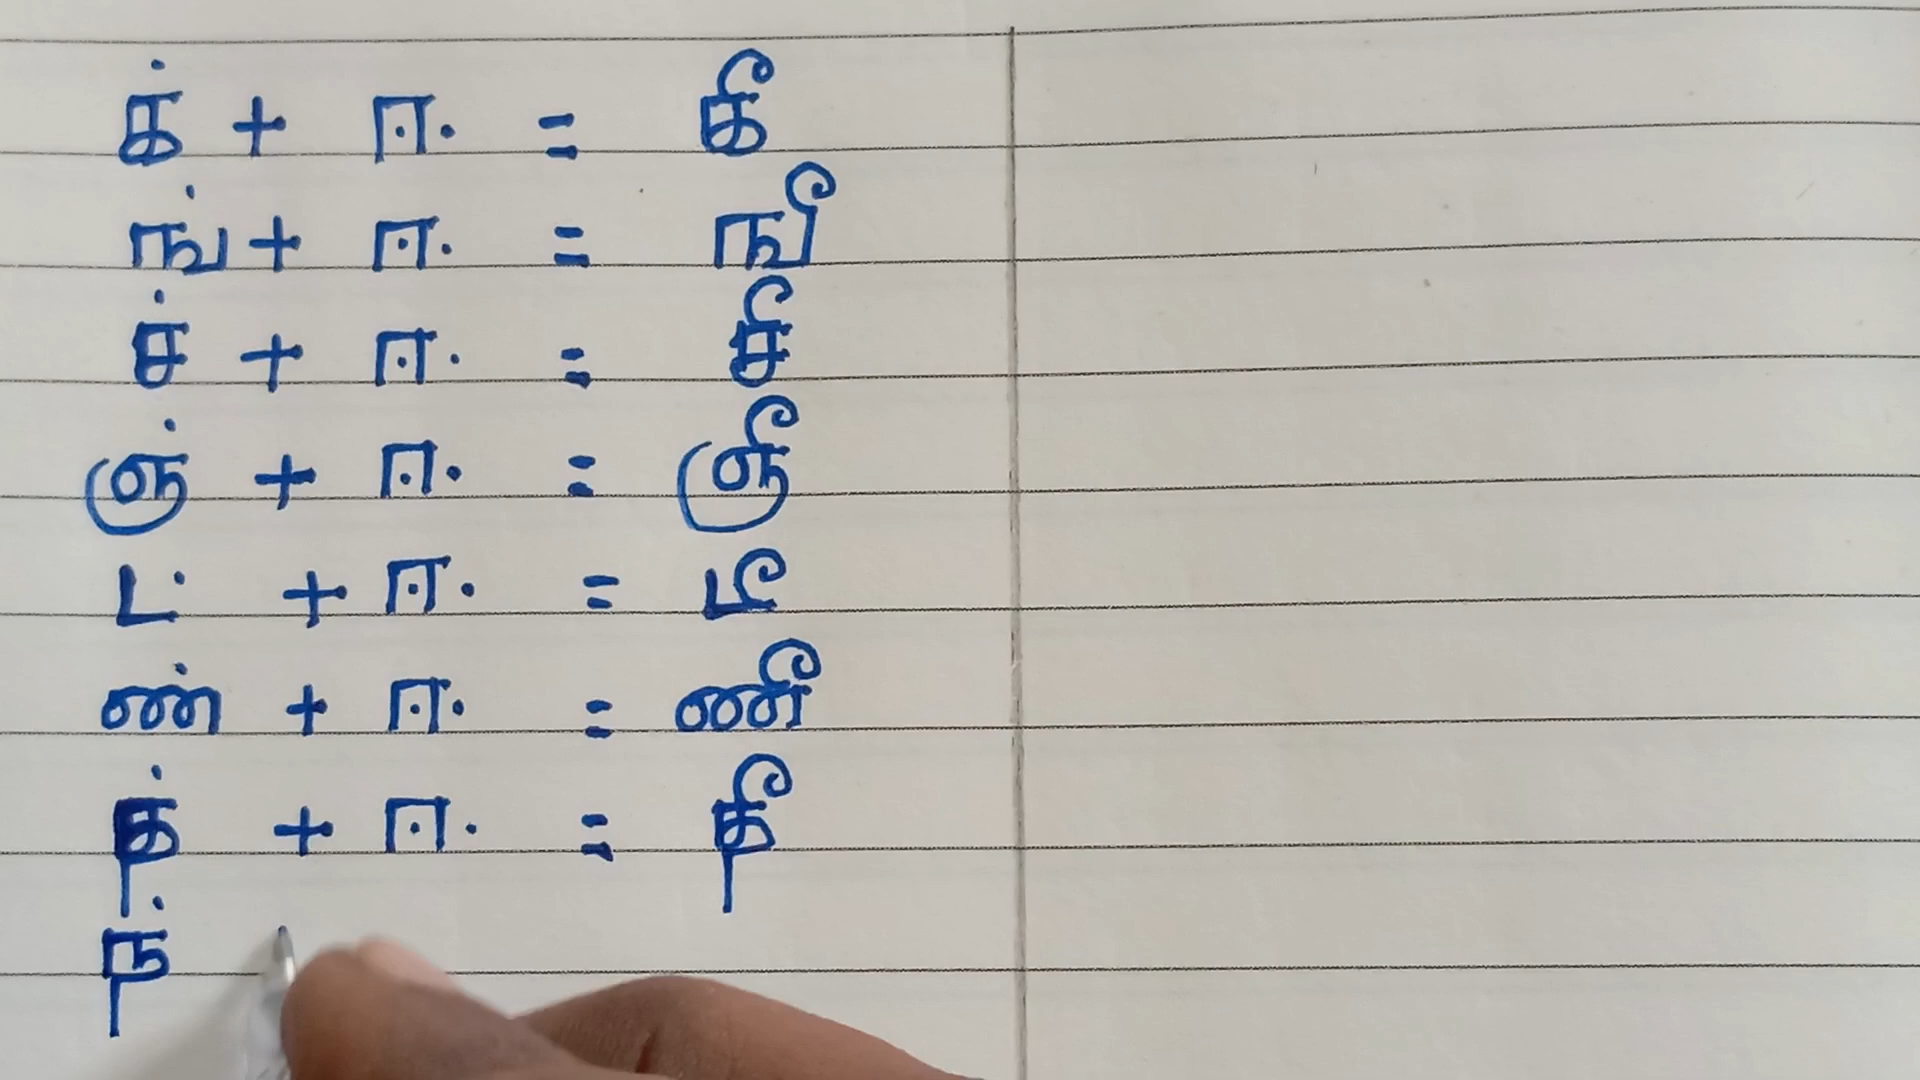 க் + ஈ = கீ
ங் + ஈ = ஙீ
ச் + ஈ = சீ
ஞ் + ஈ = ஞீ
ட் + ஈ = டீ
ண் + ஈ = ணீ
த் + ஈ = தீ
ந்